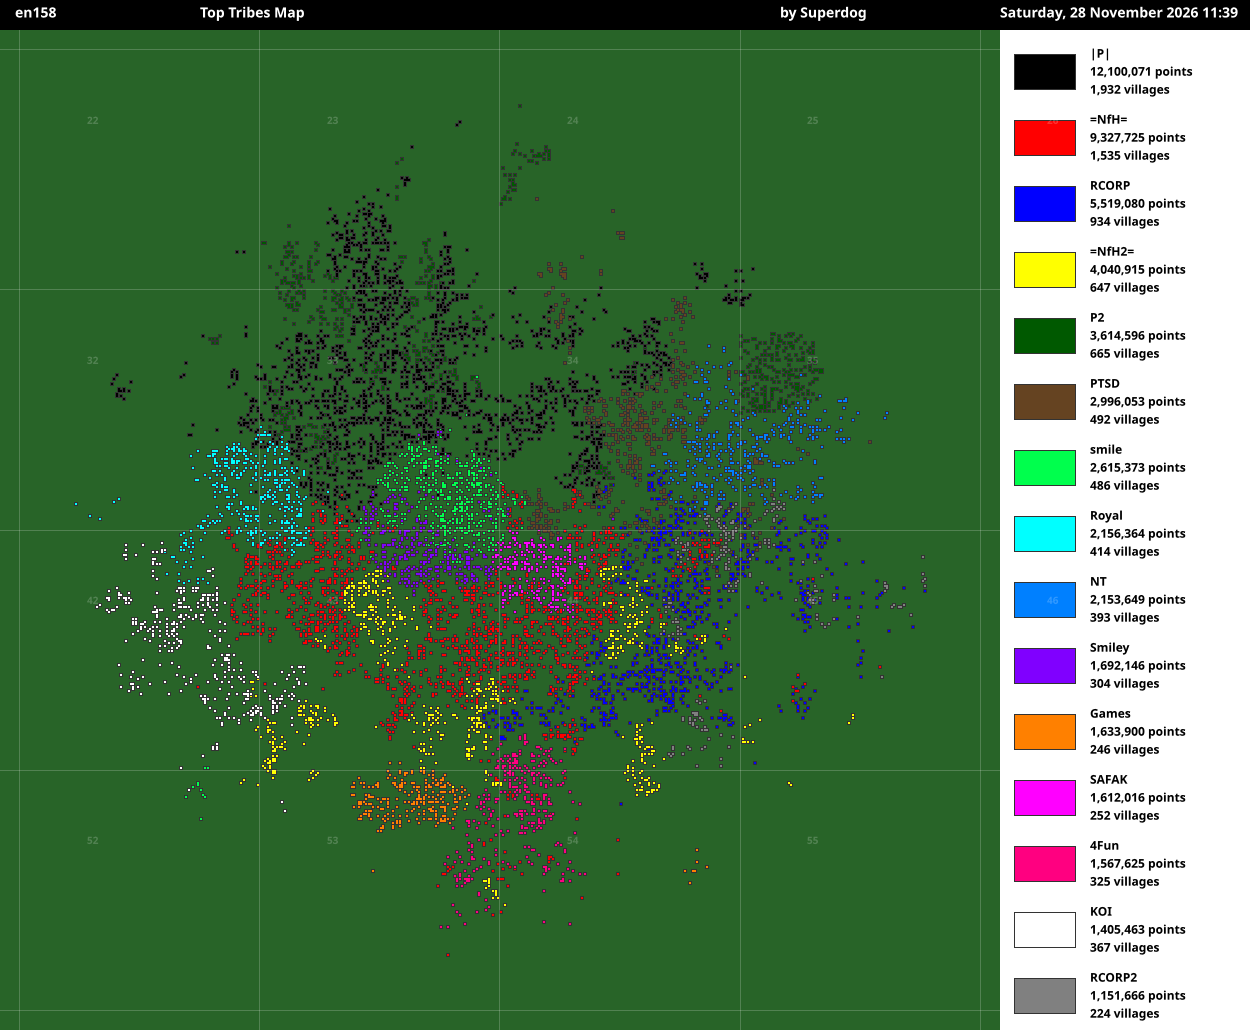 en158 Top Tribes Map by Superdog Saturday, 28 November 2026 11:39
|P|
12,100,071 points
1,932 villages
=NfH=
9,327,725 points
1,535 villages
RCORP
5,519,080 points
934 villages
=NfH2=
4,040,915 points
647 villages
P2
3,614,596 points
665 villages
PTSD
2,996,053 points
492 villages
smile
2,615,373 points
486 villages
Royal
2,156,364 points
414 villages
NT
2,153,649 points
393 villages
Smiley
1,692,146 points
304 villages
Games
1,633,900 points
246 villages
SAFAK
1,612,016 points
252 villages
4Fun
1,567,625 points
325 villages
KOI
1,405,463 points
367 villages
RCORP2
1,151,666 points
224 villages
22 23 24 25
32 34 35
42 46
52 53 54 55